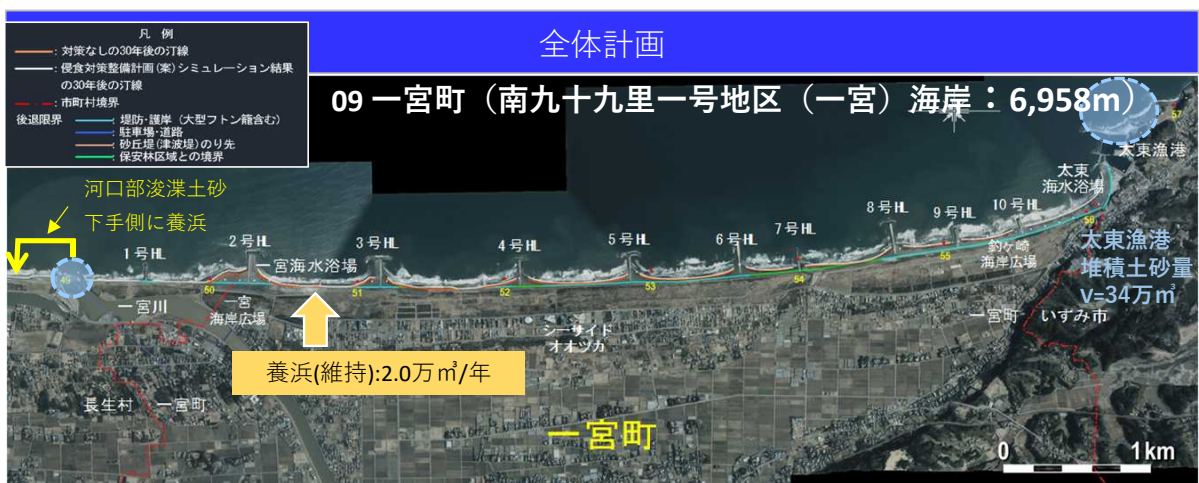 全体計画
凡 例
: 対策なしの30年後の汀線
: 侵食対策整備計画(案)シミュレーション結果
の30年後の汀線
: 市町村境界
後退限界
: 堤防・護岸 (大型フトン籠含む)
: 駐車場・道路
: 砂丘堤(津波堤)のり先
: 保安林区域との境界
09 一宮町（南九十九里一号地区（一宮）海岸：6,958m）
河口部浚渫土砂
下手側に養浜
1号HL
2号HL
3号HL
4号HL
5号HL
6号HL
7号HL
8号HL
9号HL
10号HL
太東
海水浴場
太東漁港
57
56
55
54
53
52
51
50
49
一宮海水浴場
一宮川
一宮
海岸広場
釣ヶ崎
海岸広場
太東漁港
堆積土砂量
V=34万㎥
シーサイド
オオツカ
一宮町
いすみ市
養浜(維持):2.0万㎥/年
長生村
一宮町
一宮町
0
1km